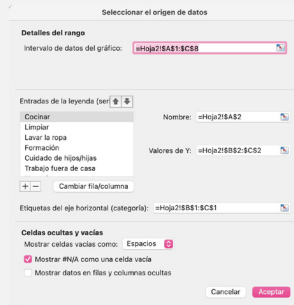 Seleccionar el origen de datos
Detalles del rango
Intervalo de datos del gráfico: =Hoja2!$A$1:$C$8
Entradas de la leyenda (seri
Cocinar
Limpiar
Lavar la ropa
Formación
Cuidado de hijos/hijas
Trabajo fuera de casa
Nombre: =Hoja2!$A$2
Valores de Y: =Hoja2!$B$2:$C$2
+ − Cambiar fila/columna
Etiquetas del eje horizontal (categoría): =Hoja2!$B$1:$C$1
Celdas ocultas y vacías
Mostrar celdas vacías como: Espacios
Mostrar #N/A como una celda vacía
Mostrar datos en filas y columnas ocultas
Cancelar Aceptar